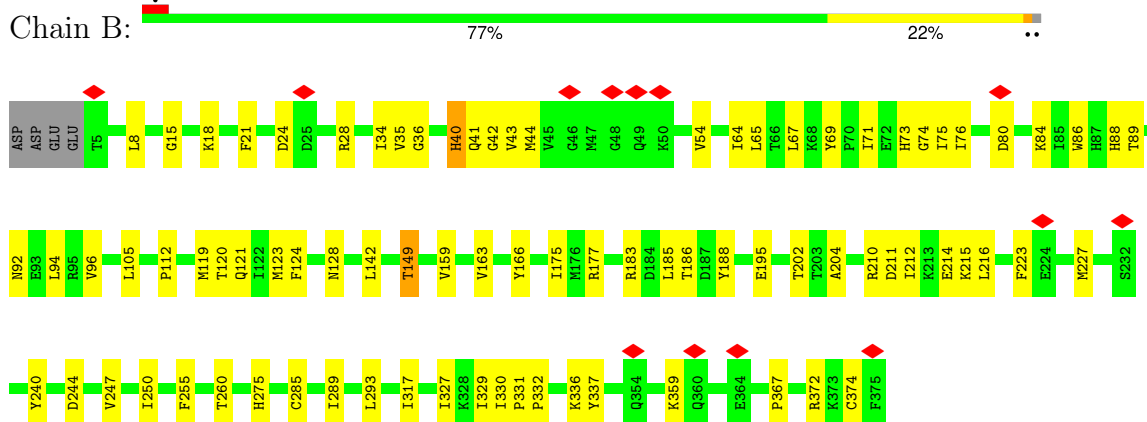 Chain B:
77% 22% ••
ASP ASP GLU GLU T5 L8 G15 K18 F21 D24 D25 R28 I34 V35 G36 H40 Q41 G42 V43 M44 V45 G46 M47 G48 Q49 K50 V54 I64 L65 T66 L67 K68 Y69 P70 I71 E72 H73 G74 I75 I76 D80 K84 I85 W86 H87 H88 T89
N92 E93 L94 R95 V96 L105 P112 M119 T120 Q121 I122 M123 F124 N128 L142 M149 V159 V163 Y166 I175 M176 R177 R183 D184 L185 T186 D187 Y188 E195 T202 T203 A204 R210 D211 I212 K213 E214 K215 L216 F223 E224 M227 S232
Y240 D244 V247 I250 F255 T260 H275 C285 I289 L293 I317 I327 K328 I329 I330 P331 P332 K336 Y337 Q354 K359 Q360 E364 P367 R372 K373 C374 F375